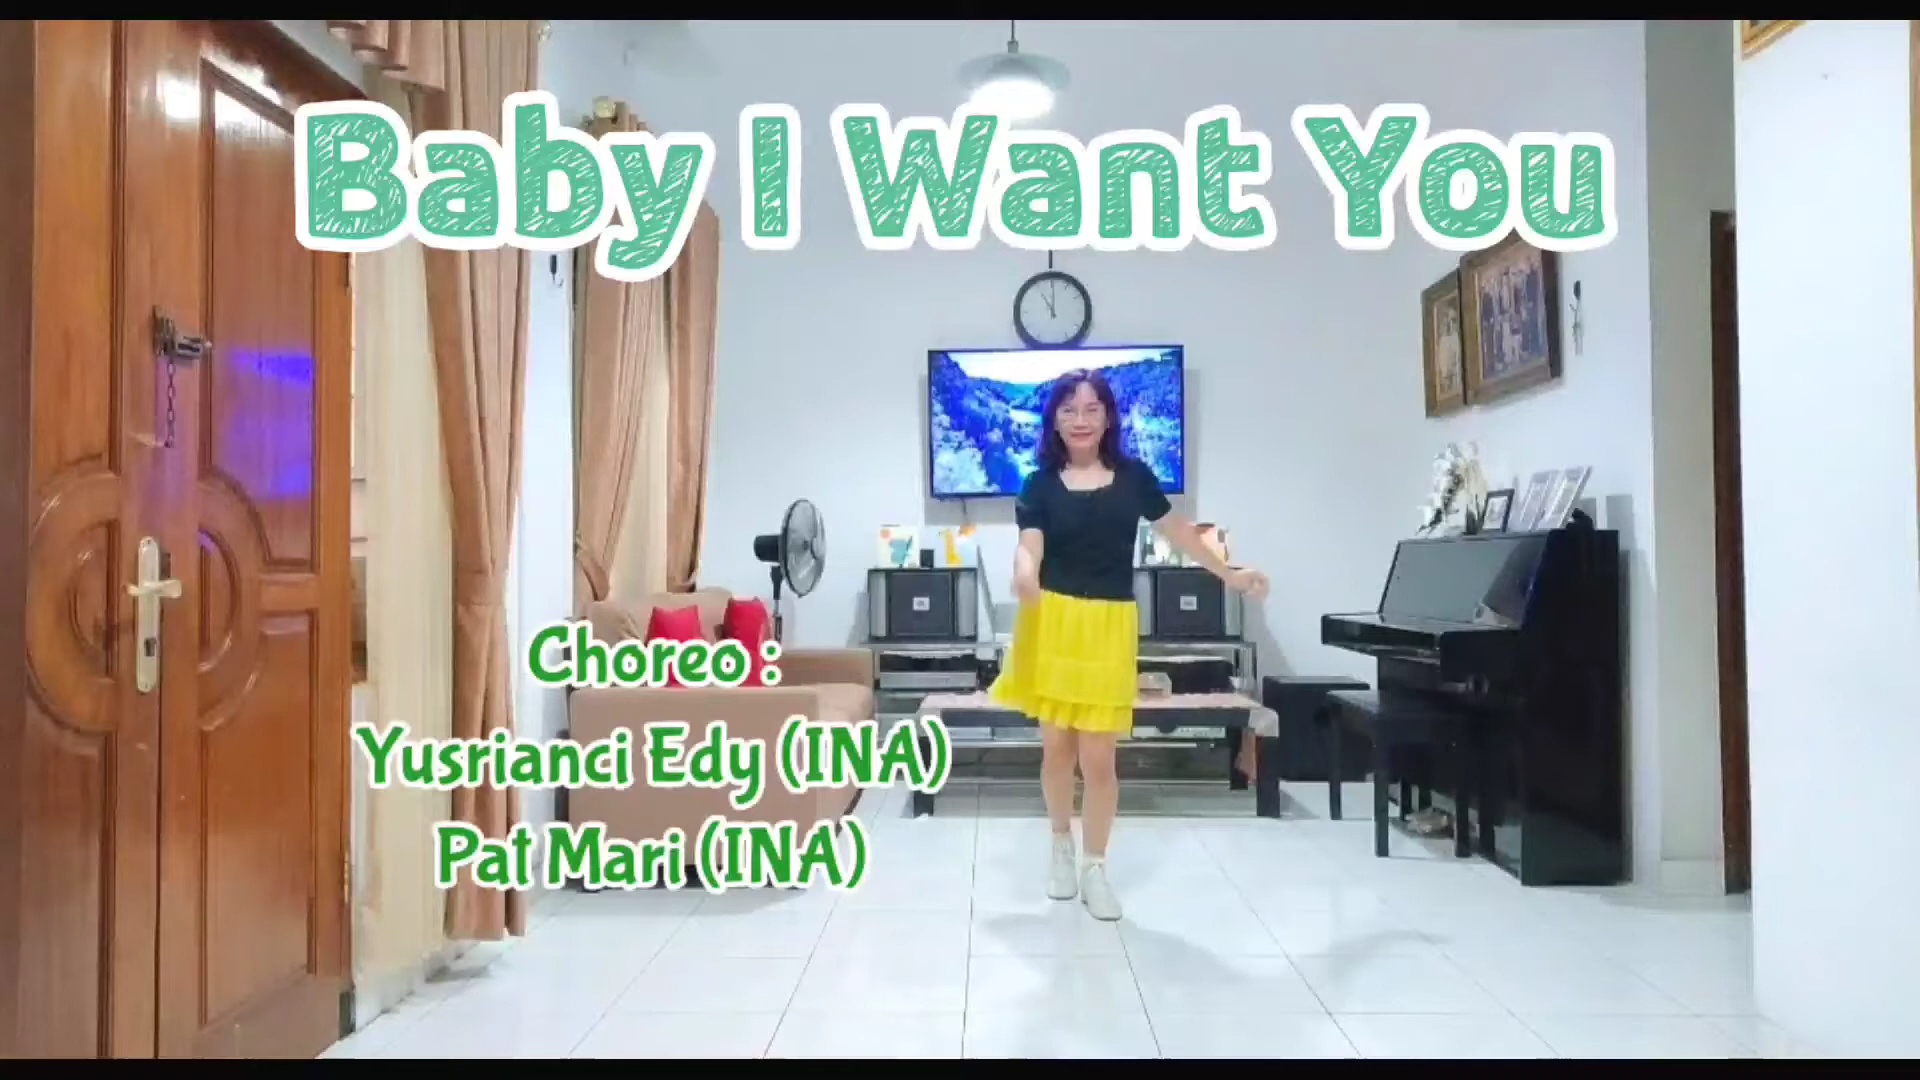 Baby I Want You
Choreo :
Yusrianci Edy (INA)
Pat Mari (INA)